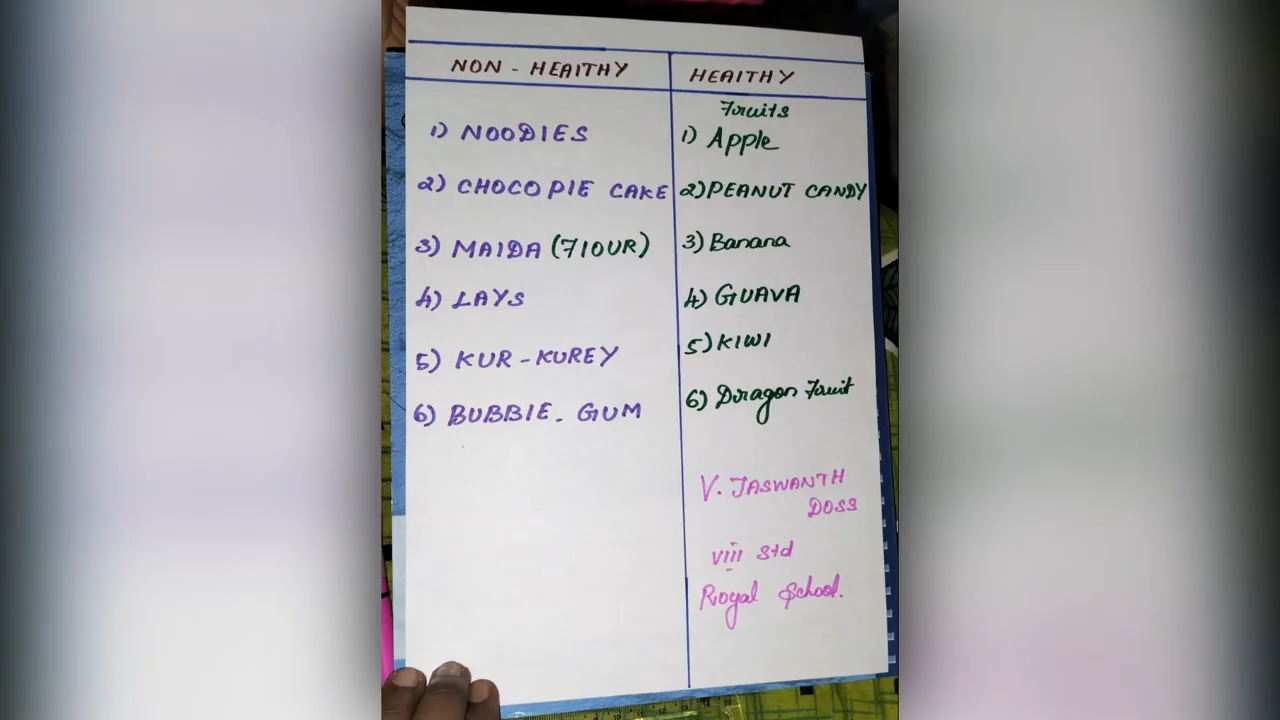 NON - HEALTHY
HEALTHY
1) NOODLES
2) CHOCO PIE CAKE
3) MAIDA (FLOUR)
4) LAYS
5) KUR - KUREY
6) BUBBLE - GUM
Fruits
1) Apple
2) PEANUT CANDY
3) Banana
4) GUAVA
5) KIWI
6) Dragon Fruit
V. JASWANTH
DOSS
viii std
Royal School.